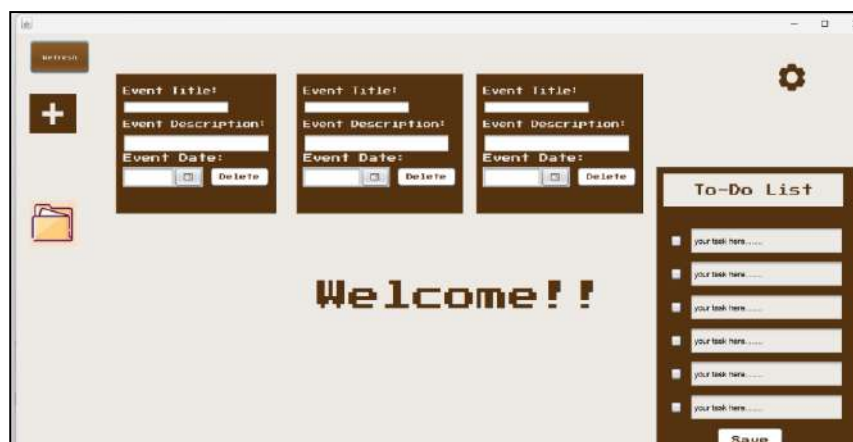 Refresh
Event Title: Event Title: Event Title:
Event Description: Event Description: Event Description:
Event Date: Event Date: Event Date:
Delete Delete Delete
To-Do List
your task here......
your task here......
Welcome!!
your task here......
your task here......
your task here......
your task here......
Save